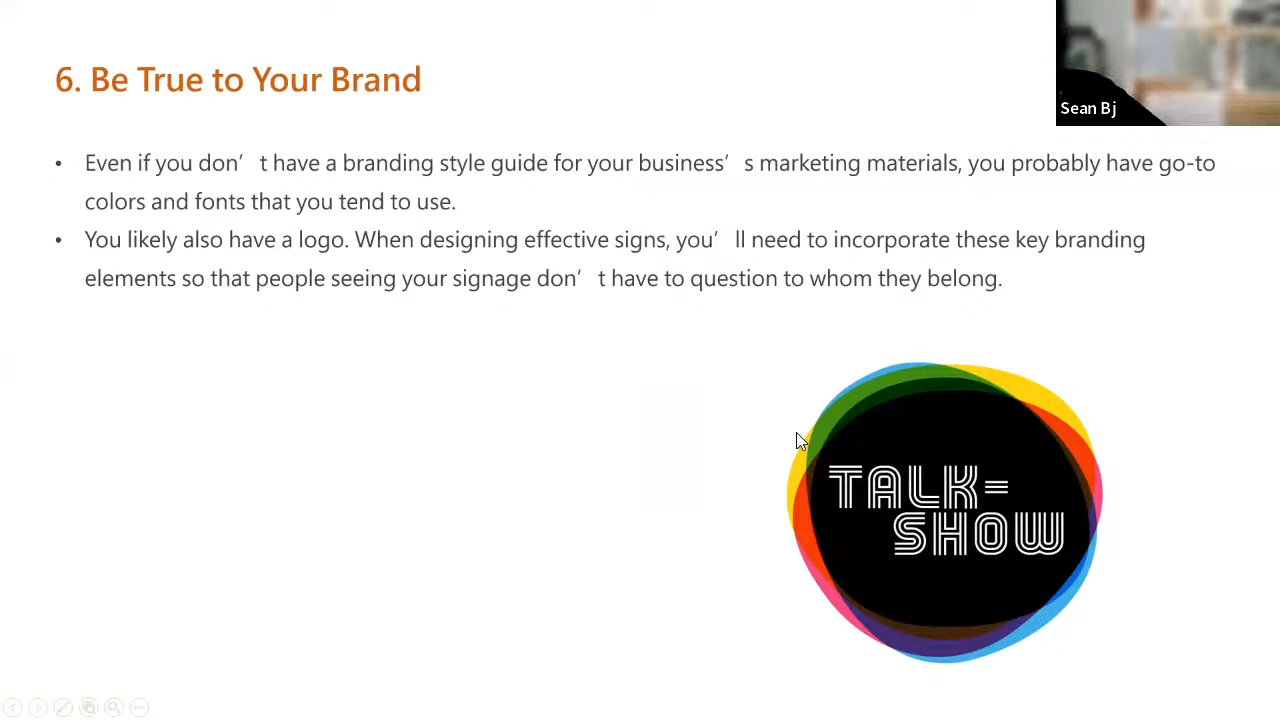 6. Be True to Your Brand
Sean Bj
• Even if you don’t have a branding style guide for your business’s marketing materials, you probably have go-to
colors and fonts that you tend to use.
• You likely also have a logo. When designing effective signs, you’ll need to incorporate these key branding
elements so that people seeing your signage don’t have to question to whom they belong.
TALK-
SHOW